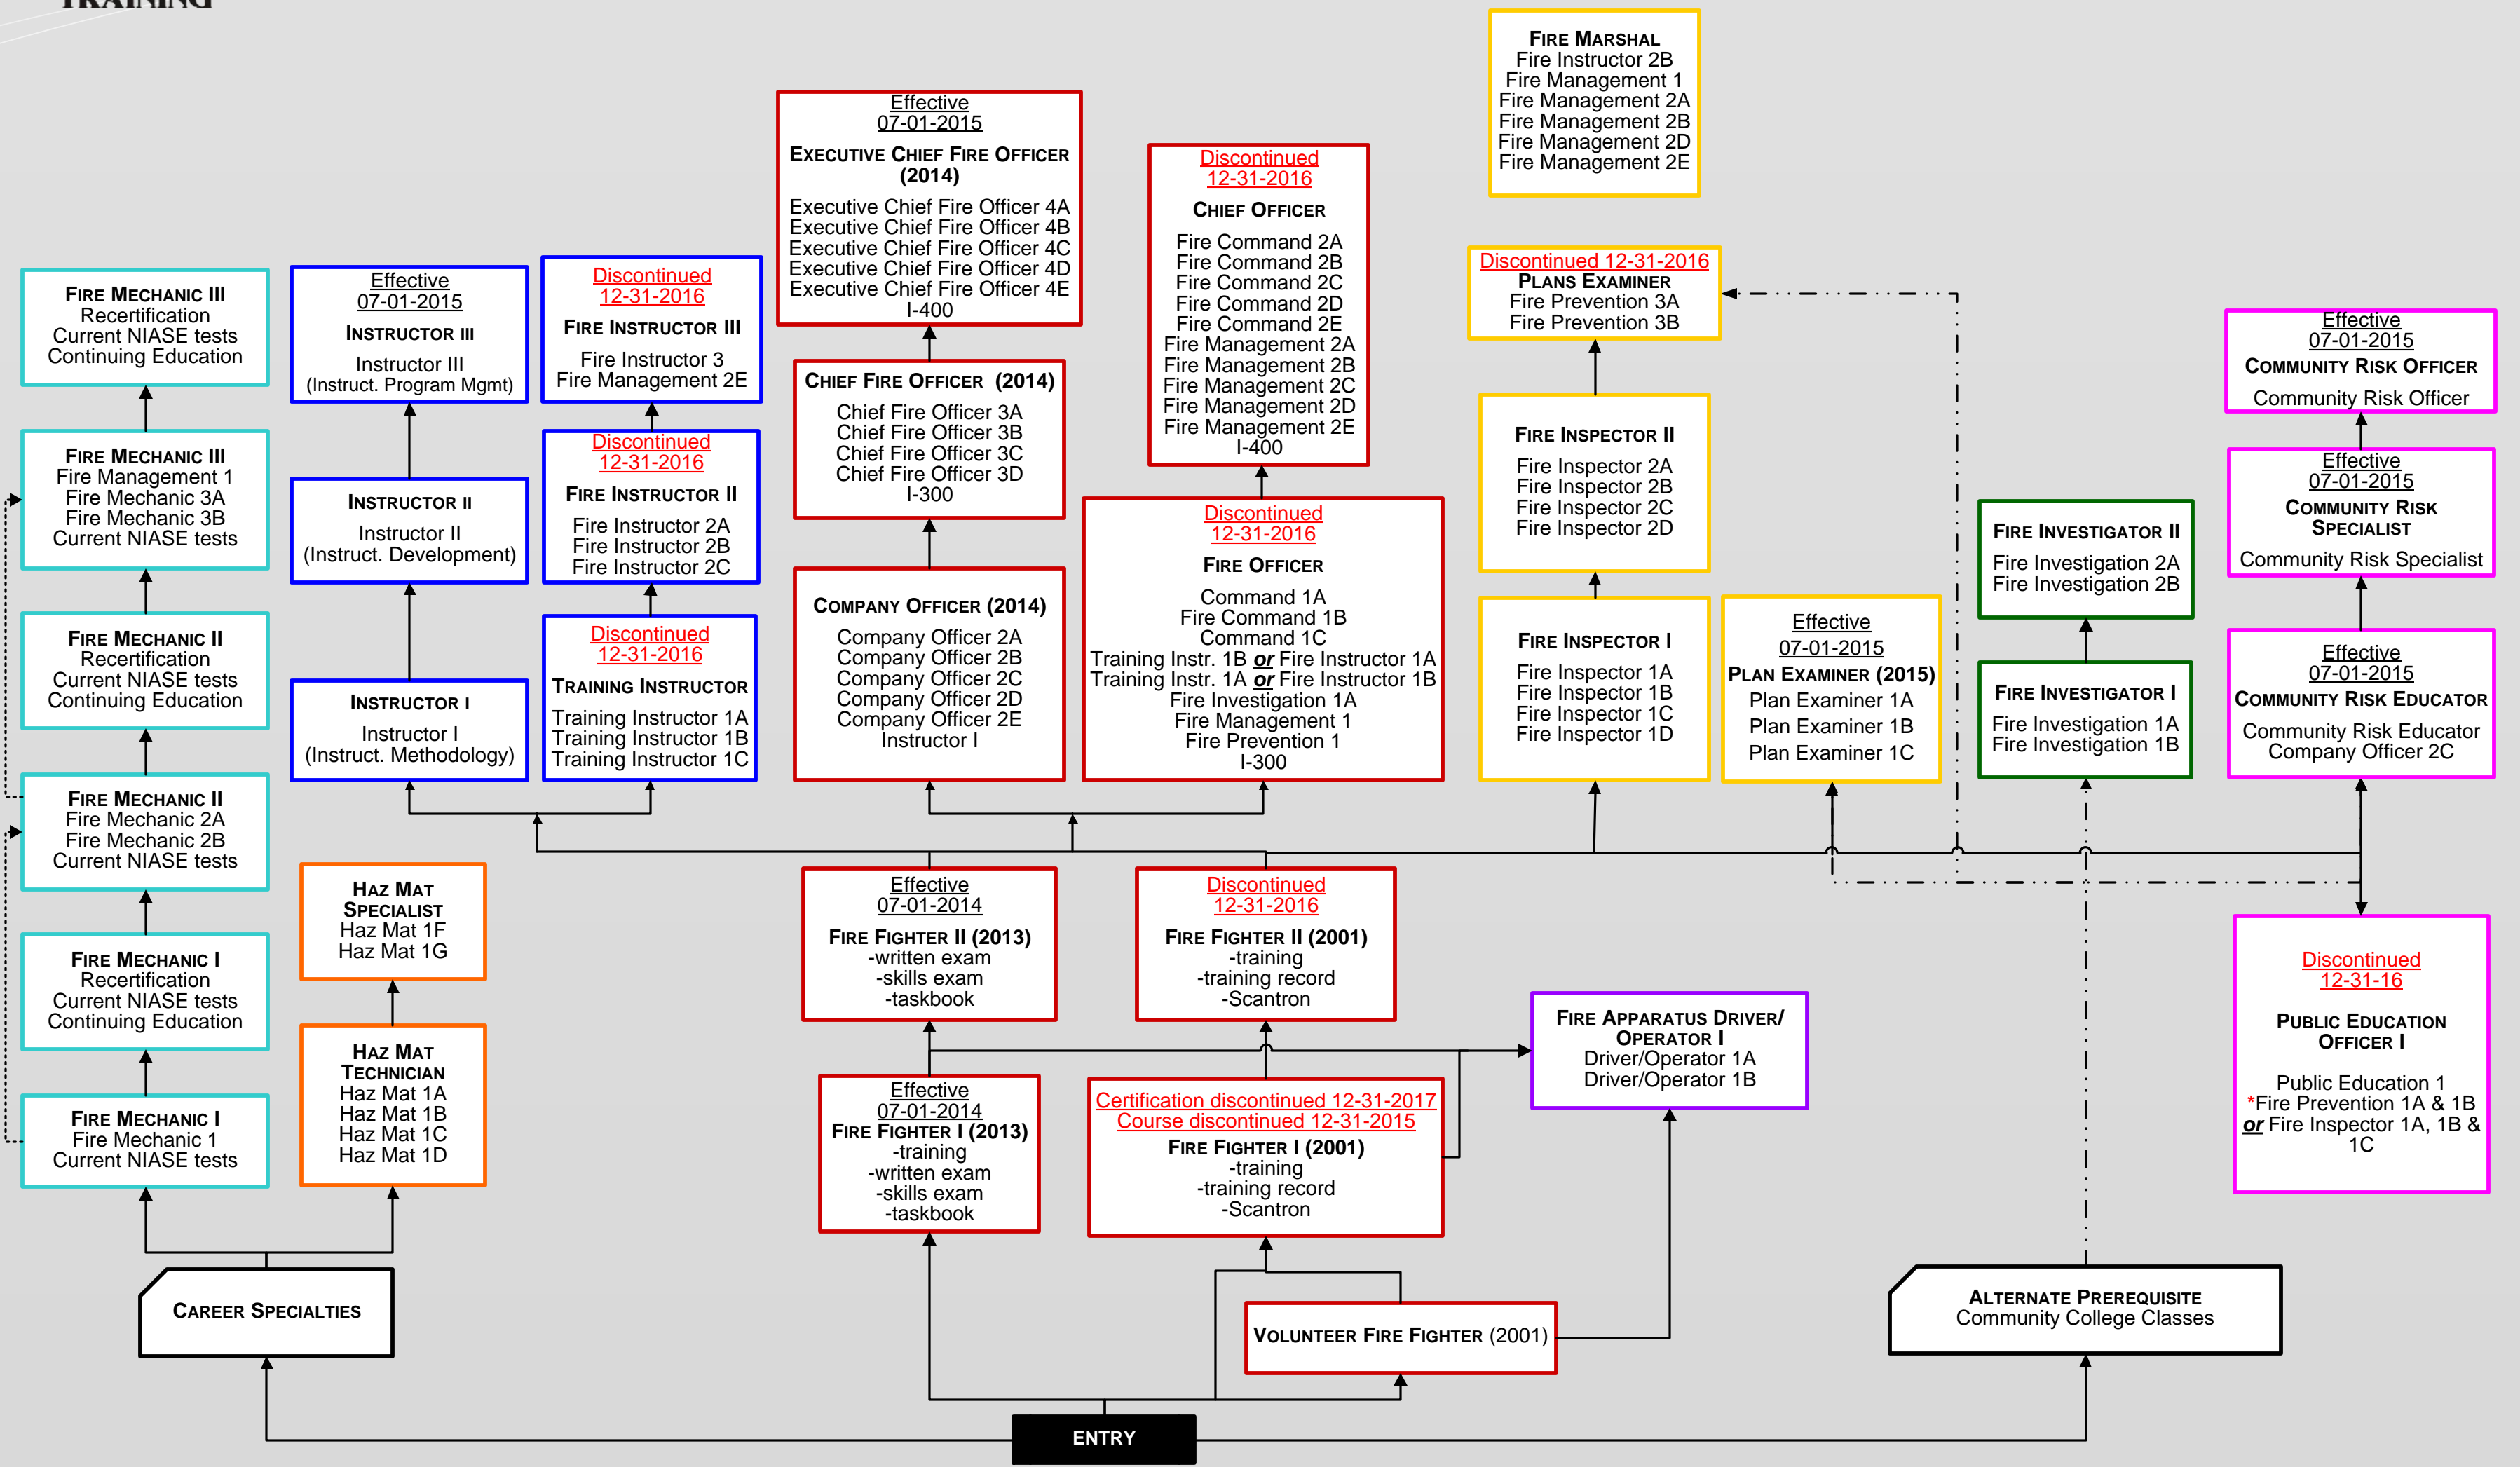 TRAINING
FIRE MARSHAL
Fire Instructor 2B
Fire Management 1
Fire Management 2A
Fire Management 2B
Fire Management 2D
Fire Management 2E
Effective
07-01-2015
EXECUTIVE CHIEF FIRE OFFICER
(2014)
Executive Chief Fire Officer 4A
Executive Chief Fire Officer 4B
Executive Chief Fire Officer 4C
Executive Chief Fire Officer 4D
Executive Chief Fire Officer 4E
I-400
Discontinued
12-31-2016
CHIEF OFFICER
Fire Command 2A
Fire Command 2B
Fire Command 2C
Fire Command 2D
Fire Command 2E
Fire Management 2A
Fire Management 2B
Fire Management 2C
Fire Management 2D
Fire Management 2E
I-400
Discontinued 12-31-2016
PLANS EXAMINER
Fire Prevention 3A
Fire Prevention 3B
FIRE MECHANIC III
Recertification
Current NIASE tests
Continuing Education
Effective
07-01-2015
INSTRUCTOR III
Instructor III
(Instruct. Program Mgmt)
Discontinued
12-31-2016
FIRE INSTRUCTOR III
Fire Instructor 3
Fire Management 2E
Effective
07-01-2015
COMMUNITY RISK OFFICER
Community Risk Officer
CHIEF FIRE OFFICER (2014)
Chief Fire Officer 3A
Chief Fire Officer 3B
Chief Fire Officer 3C
Chief Fire Officer 3D
I-300
FIRE INSPECTOR II
Fire Inspector 2A
Fire Inspector 2B
Fire Inspector 2C
Fire Inspector 2D
FIRE MECHANIC III
Fire Management 1
Fire Mechanic 3A
Fire Mechanic 3B
Current NIASE tests
INSTRUCTOR II
Instructor II
(Instruct. Development)
Discontinued
12-31-2016
FIRE INSTRUCTOR II
Fire Instructor 2A
Fire Instructor 2B
Fire Instructor 2C
Effective
07-01-2015
COMMUNITY RISK
SPECIALIST
Community Risk Specialist
Discontinued
12-31-2016
FIRE OFFICER
Command 1A
Fire Command 1B
Command 1C
Training Instr. 1B or Fire Instructor 1A
Training Instr. 1A or Fire Instructor 1B
Fire Investigation 1A
Fire Management 1
Fire Prevention 1
I-300
FIRE INVESTIGATOR II
Fire Investigation 2A
Fire Investigation 2B
COMPANY OFFICER (2014)
Company Officer 2A
Company Officer 2B
Company Officer 2C
Company Officer 2D
Company Officer 2E
Instructor I
FIRE INSPECTOR I
Fire Inspector 1A
Fire Inspector 1B
Fire Inspector 1C
Fire Inspector 1D
Effective
07-01-2015
PLAN EXAMINER (2015)
Plan Examiner 1A
Plan Examiner 1B
Plan Examiner 1C
FIRE MECHANIC II
Recertification
Current NIASE tests
Continuing Education
INSTRUCTOR I
Instructor I
(Instruct. Methodology)
Discontinued
12-31-2016
TRAINING INSTRUCTOR
Training Instructor 1A
Training Instructor 1B
Training Instructor 1C
FIRE INVESTIGATOR I
Fire Investigation 1A
Fire Investigation 1B
Effective
07-01-2015
COMMUNITY RISK EDUCATOR
Community Risk Educator
Company Officer 2C
FIRE MECHANIC II
Fire Mechanic 2A
Fire Mechanic 2B
Current NIASE tests
HAZ MAT
SPECIALIST
Haz Mat 1F
Haz Mat 1G
Effective
07-01-2014
FIRE FIGHTER II (2013)
-written exam
-skills exam
-taskbook
Discontinued
12-31-2016
FIRE FIGHTER II (2001)
-training
-training record
-Scantron
FIRE MECHANIC I
Recertification
Current NIASE tests
Continuing Education
Discontinued
12-31-16
PUBLIC EDUCATION
OFFICER I
Public Education 1
*Fire Prevention 1A & 1B
or Fire Inspector 1A, 1B &
1C
FIRE APPARATUS DRIVER/
OPERATOR I
Driver/Operator 1A
Driver/Operator 1B
HAZ MAT
TECHNICIAN
Haz Mat 1A
Haz Mat 1B
Haz Mat 1C
Haz Mat 1D
Effective
07-01-2014
FIRE FIGHTER I (2013)
-training
-written exam
-skills exam
-taskbook
Certification discontinued 12-31-2017
Course discontinued 12-31-2015
FIRE FIGHTER I (2001)
-training
-training record
-Scantron
FIRE MECHANIC I
Fire Mechanic 1
Current NIASE tests
CAREER SPECIALTIES
VOLUNTEER FIRE FIGHTER (2001)
ALTERNATE PREREQUISITE
Community College Classes
ENTRY